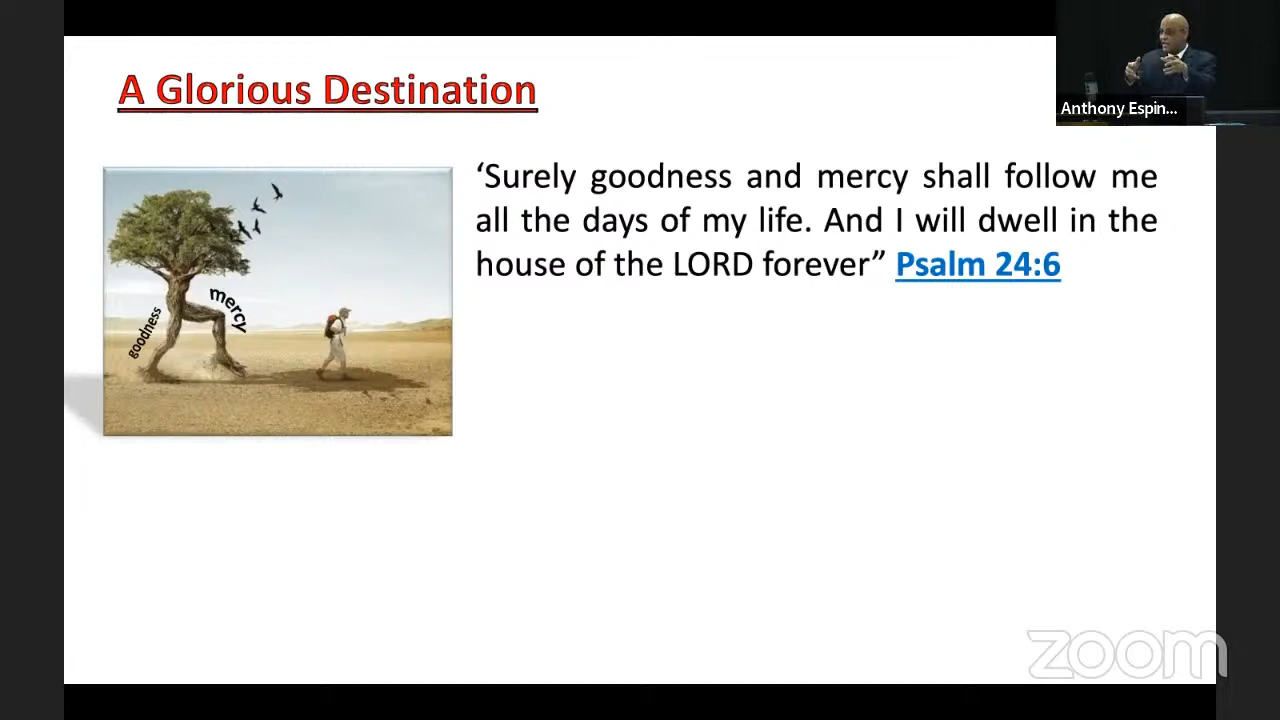 A Glorious Destination
Anthony Espin...
‘Surely goodness and mercy shall follow me
all the days of my life. And I will dwell in the
house of the LORD forever” Psalm 24:6
goodness
mercy
zoom